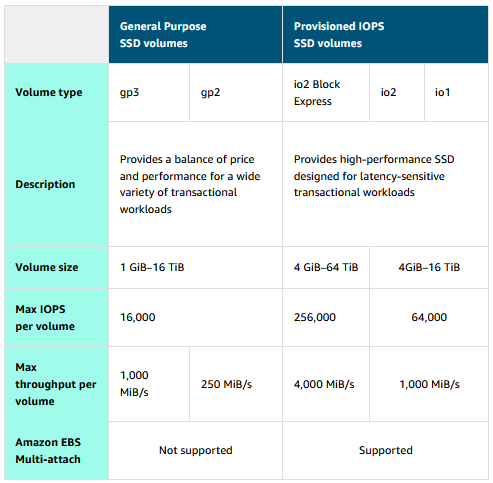 General Purpose
SSD volumes
Provisioned IOPS
SSD volumes
Volume type
gp3
gp2
io2 Block
Express
io2
io1
Description
Provides a balance of price
and performance for a wide
variety of transactional
workloads
Provides high-performance SSD
designed for latency-sensitive
transactional workloads
Volume size
1 GiB–16 TiB
4 GiB–64 TiB
4GiB–16 TiB
Max IOPS
per volume
16,000
256,000
64,000
Max
throughput per
volume
1,000
MiB/s
250 MiB/s
4,000 MiB/s
1,000 MiB/s
Amazon EBS
Multi-attach
Not supported
Supported